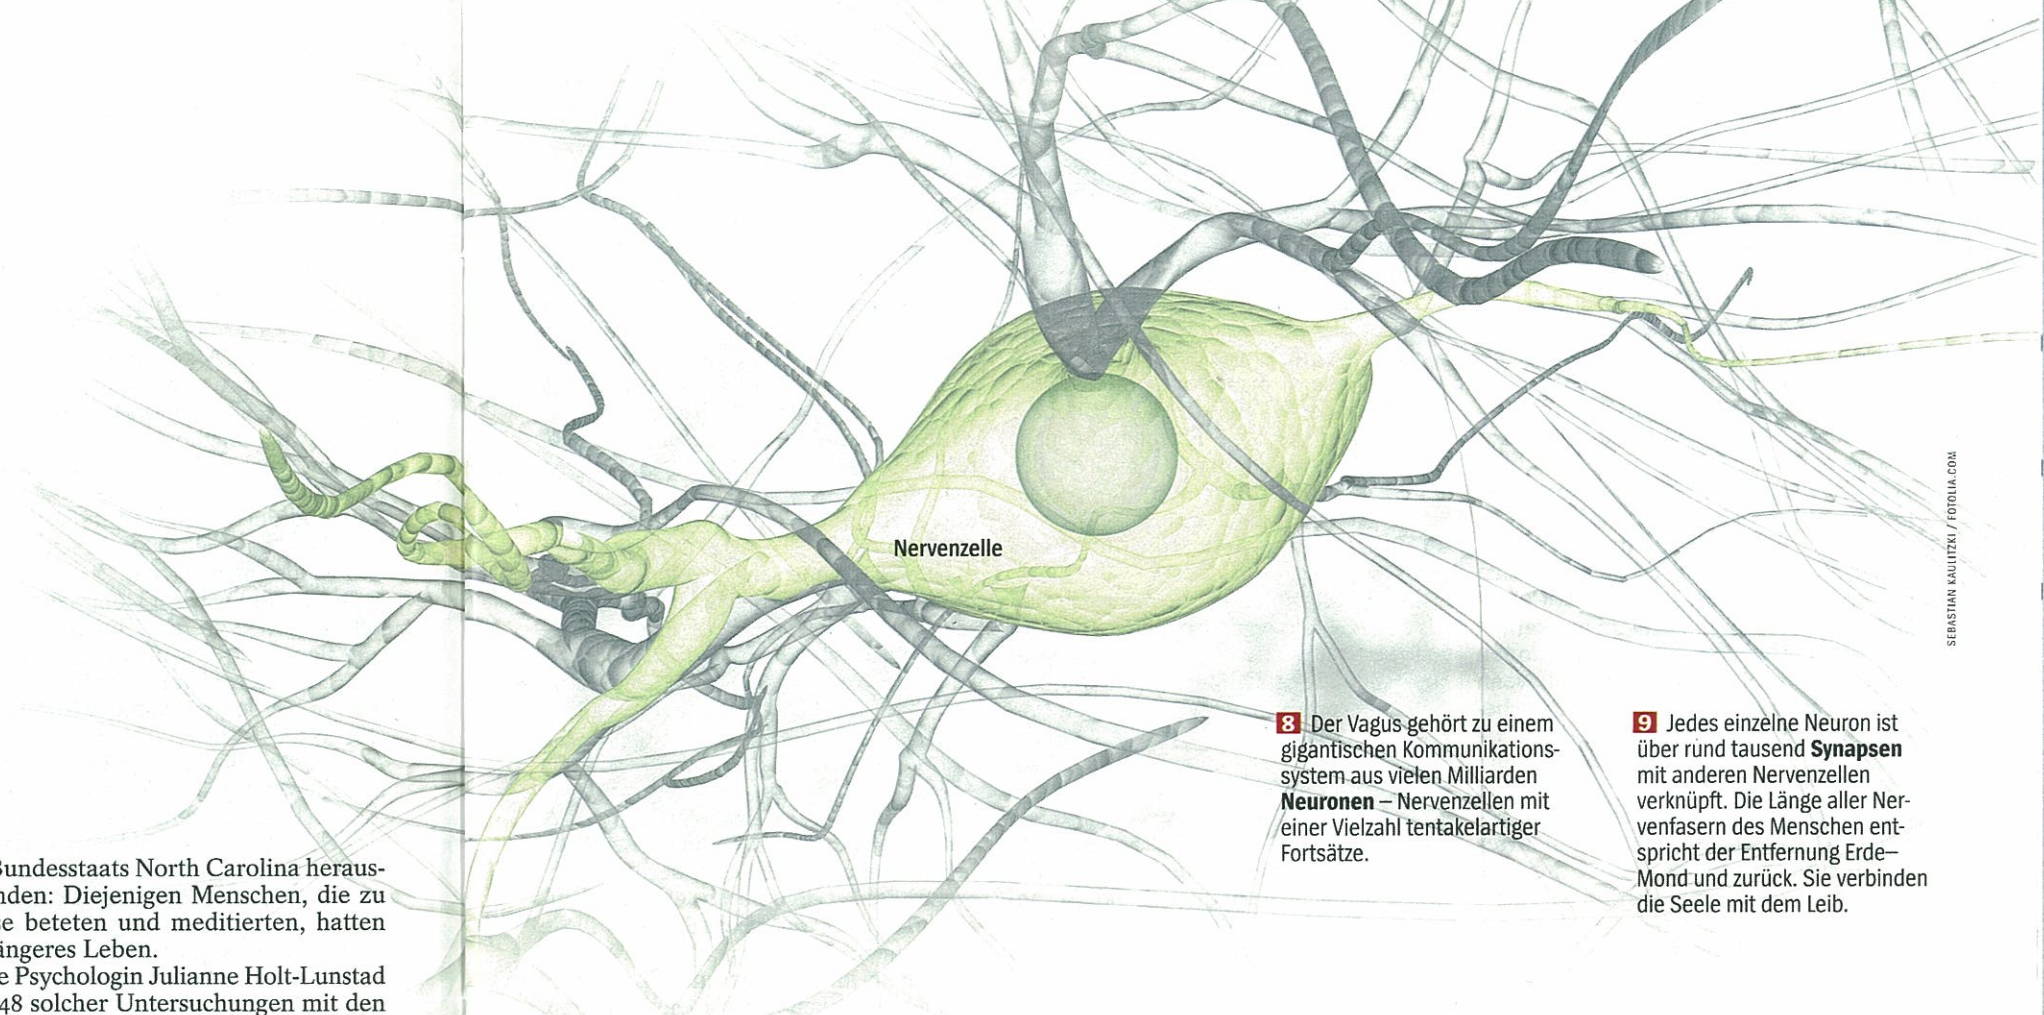 Nervenzelle
8 Der Vagus gehört zu einem
gigantischen Kommunikations-
system aus vielen Milliarden
Neuronen – Nervenzellen mit
einer Vielzahl tentakelartiger
Fortsätze.
9 Jedes einzelne Neuron ist
über rund tausend Synapsen
mit anderen Nervenzellen
verknüpft. Die Länge aller Ner-
venfasern des Menschen ent-
spricht der Entfernung Erde–
Mond und zurück. Sie verbinden
die Seele mit dem Leib.
SEBASTIAN KAULITZKI / FOTOLIA.COM
Bundesstaats North Carolina heraus-
nden: Diejenigen Menschen, die zu
se beteten und meditierten, hatten
ängeres Leben.
e Psychologin Julianne Holt-Lunstad
48 solcher Untersuchungen mit den